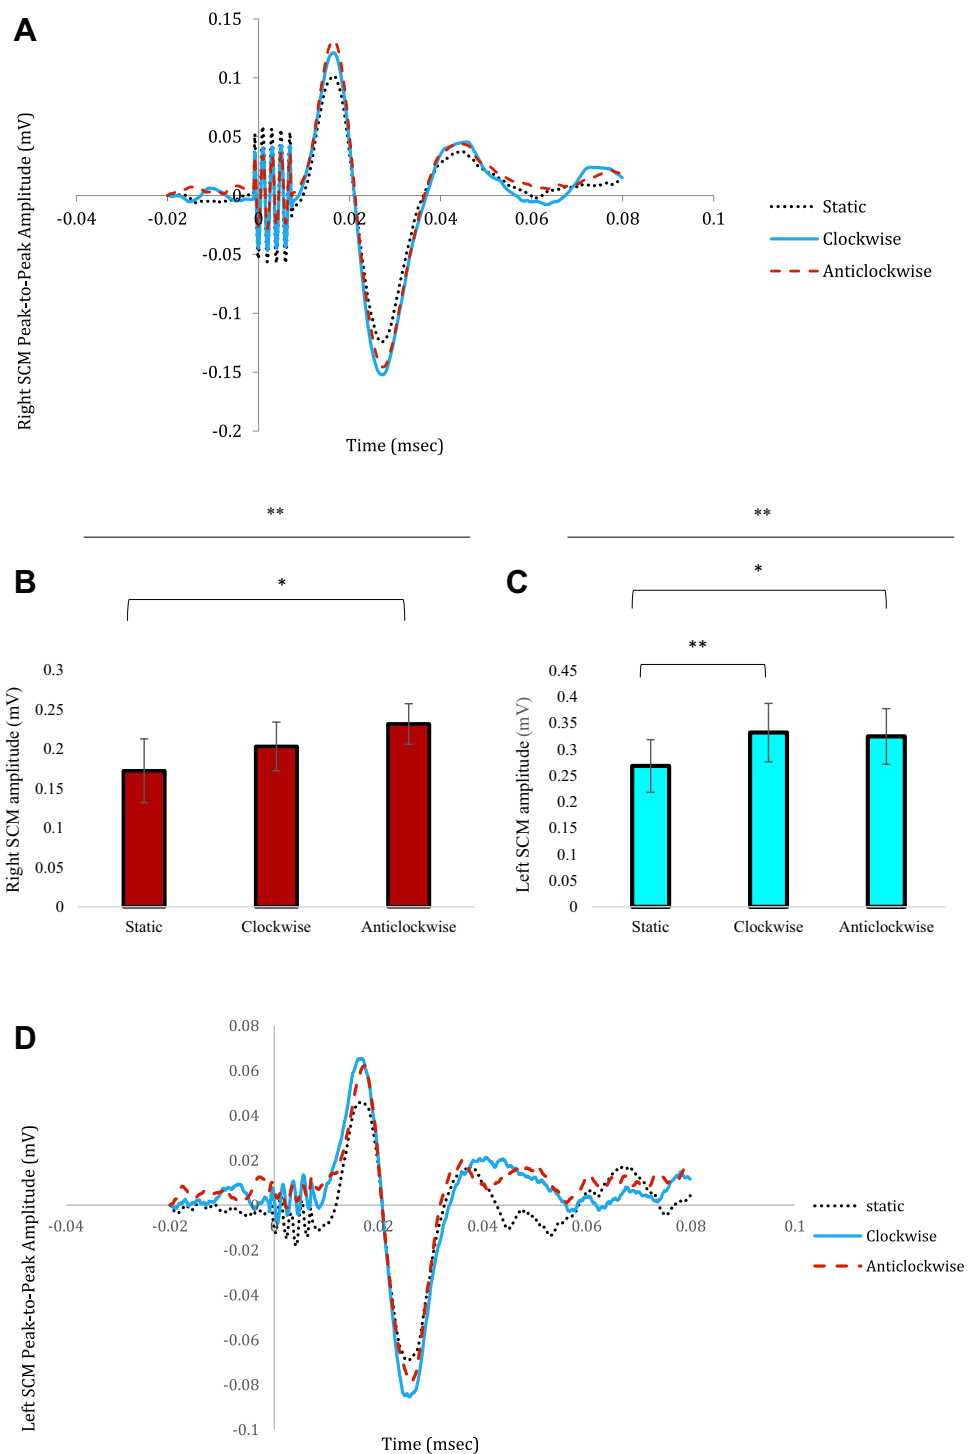 A
Right SCM Peak-to-Peak Amplitude (mV)
0.15
0.1
0.05
0
-0.05
-0.1
-0.15
-0.2
-0.04
-0.02
0
0.02
0.04
0.06
0.08
0.1
Time (msec)
Static
Clockwise
Anticlockwise
**
B
*
Right SCM amplitude (mV)
0.3
0.25
0.2
0.15
0.1
0.05
0
Static
Clockwise
Anticlockwise
**
C
*
**
Left SCM amplitude (mV)
0.45
0.4
0.35
0.3
0.25
0.2
0.15
0.1
0.05
0
Static
Clockwise
Anticlockwise
D
Left SCM Peak-to-Peak Amplitude (mV)
0.08
0.06
0.04
0.02
0
-0.02
-0.04
-0.06
-0.08
-0.1
-0.04
-0.02
0
0.02
0.04
0.06
0.08
0.1
Time (msec)
static
Clockwise
Anticlockwise